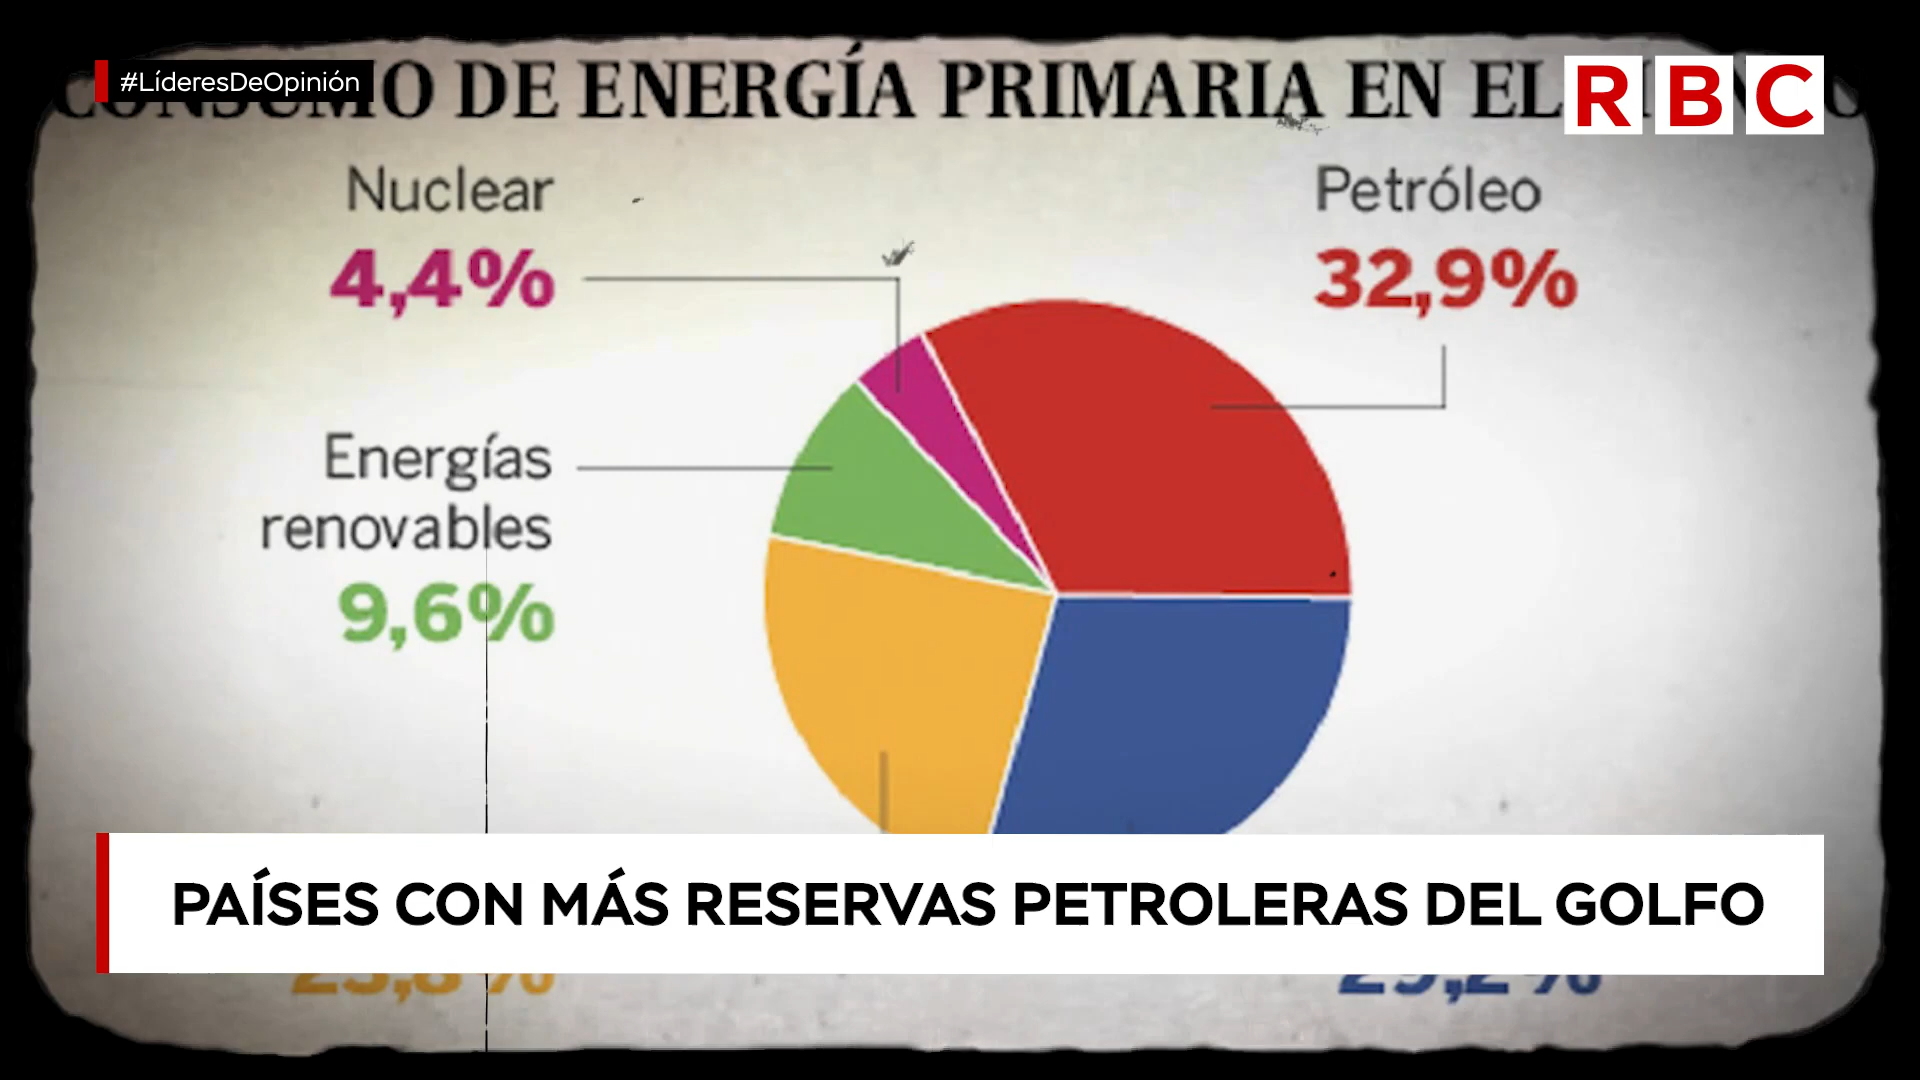 #LíderesDeOpinión
CONSUMO DE ENERGÍA PRIMARIA EN EL
RBC
Nuclear
4,4%
Petróleo
32,9%
Energías
renovables
9,6%
PAÍSES CON MÁS RESERVAS PETROLERAS DEL GOLFO